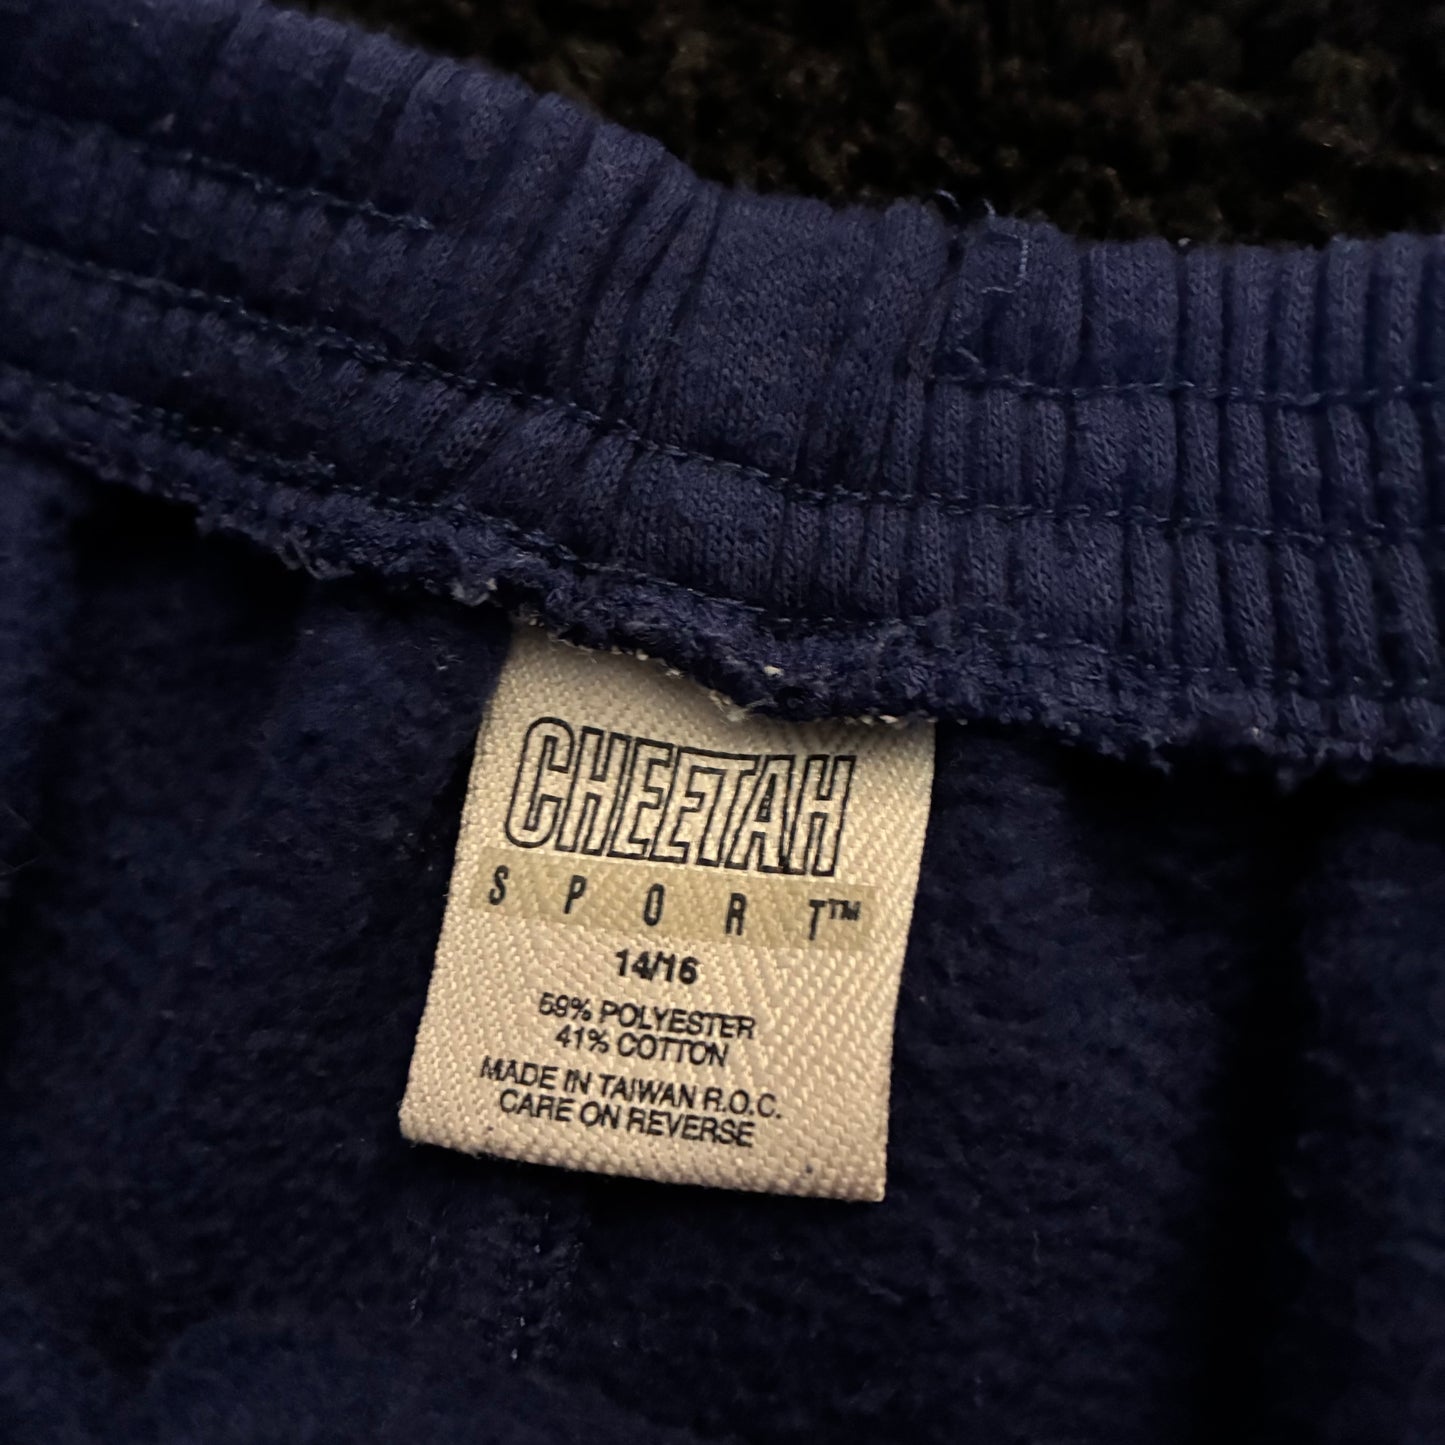 CHEETAH
SPORT™
14/16
59% POLYESTER
41% COTTON
MADE IN TAIWAN R.O.C.
CARE ON REVERSE